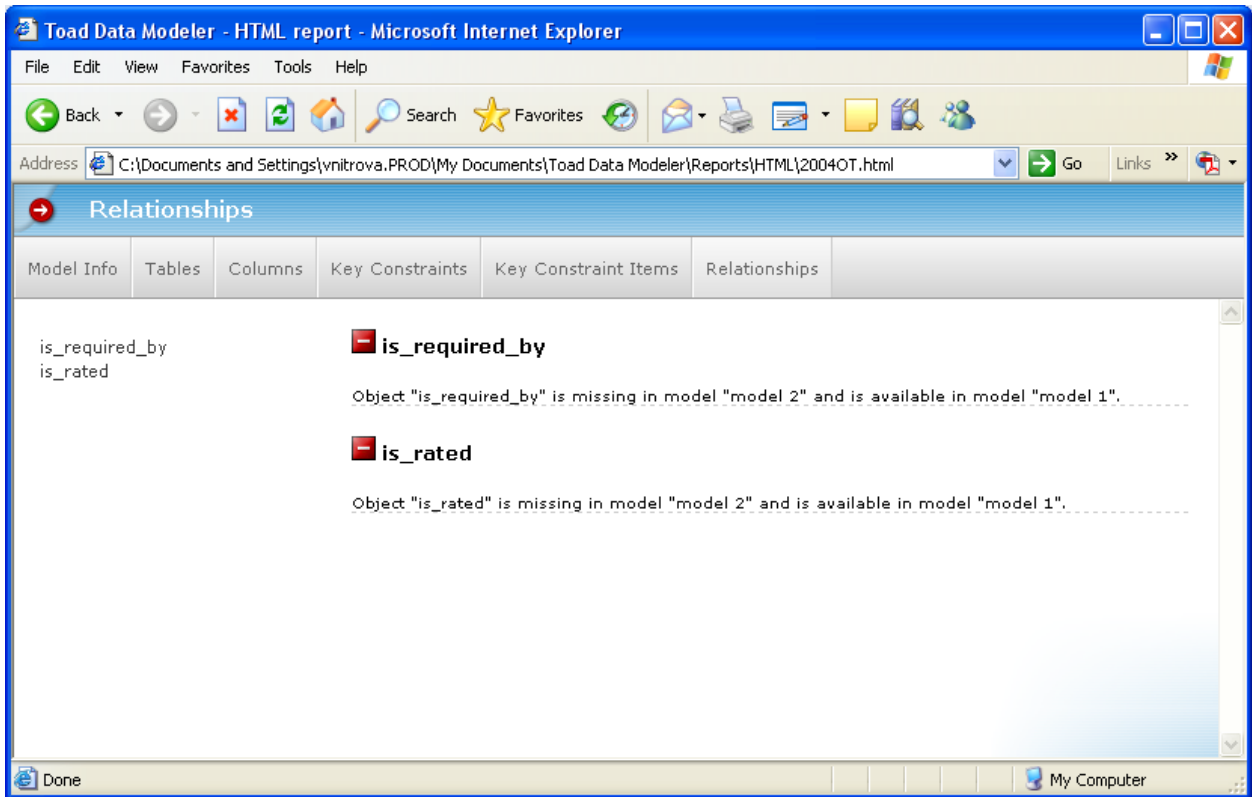 Toad Data Modeler - HTML report - Microsoft Internet Explorer
File Edit View Favorites Tools Help
Back Search Favorites
Address C:\Documents and Settings\vnitrova.PROD\My Documents\Toad Data Modeler\Reports\HTML\2004OT.html Go Links »
Relationships
Model Info Tables Columns Key Constraints Key Constraint Items Relationships
is_required_by
is_rated
is_required_by
Object "is_required_by" is missing in model "model 2" and is available in model "model 1".
is_rated
Object "is_rated" is missing in model "model 2" and is available in model "model 1".
Done My Computer